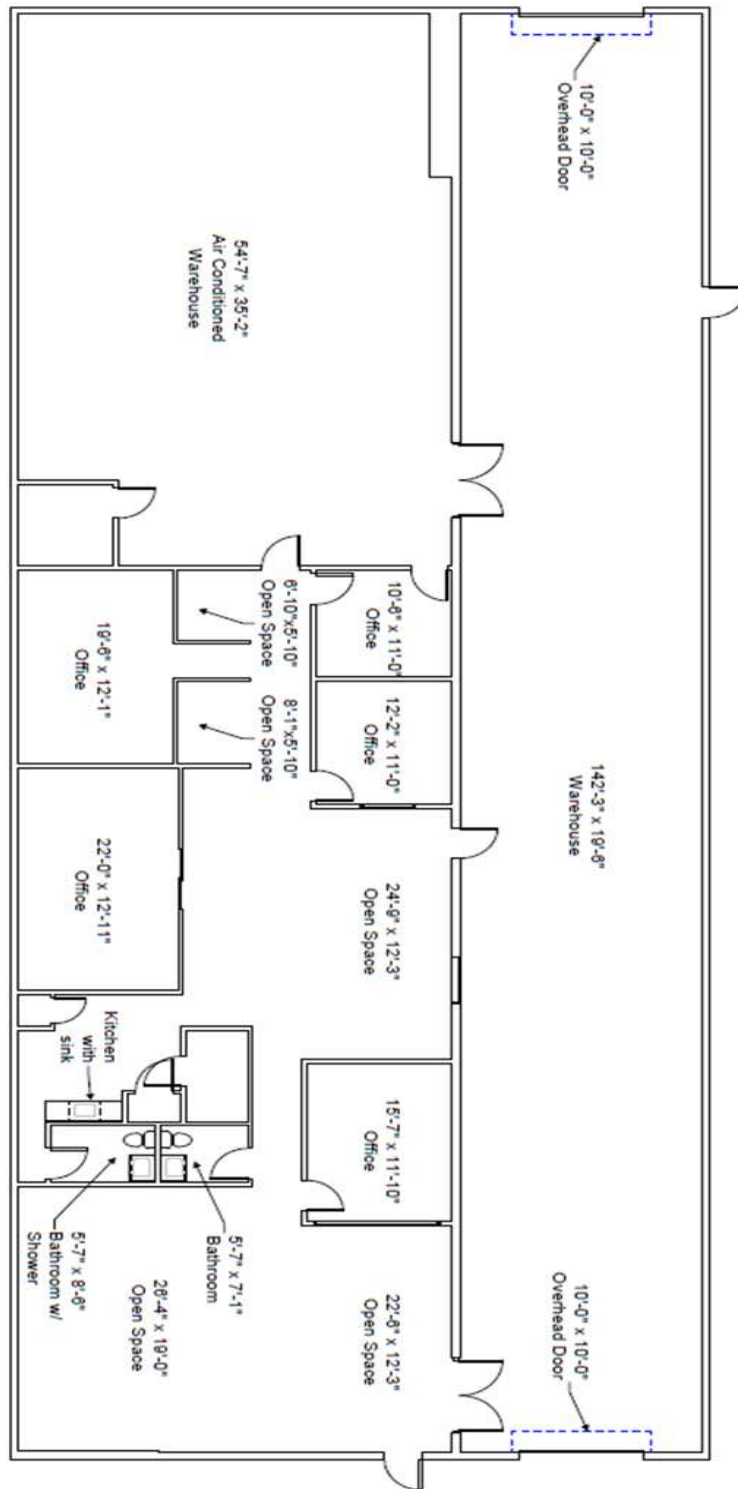 10'-0" x 10'-0"
Overhead Door
54'-7" x 35'-2"
Air Conditioned
Warehouse
142'-3" x 19'-6"
Warehouse
10'-6" x 11'-0"
Office
6'-10"x5'-10"
Open Space
19'-6" x 12'-1"
Office
12'-2" x 11'-0"
Office
8'-1"x5'-10"
Open Space
24'-9" x 12'-3"
Open Space
22'-0" x 12'-11"
Office
Kitchen
with
sink
15'-7" x 11'-10"
Office
5'-7" x 7'-1"
Bathroom
5'-7" x 8'-6"
Bathroom w/
Shower
26'-4" x 19'-0"
Open Space
22'-6" x 12'-3"
Open Space
10'-0" x 10'-0"
Overhead Door